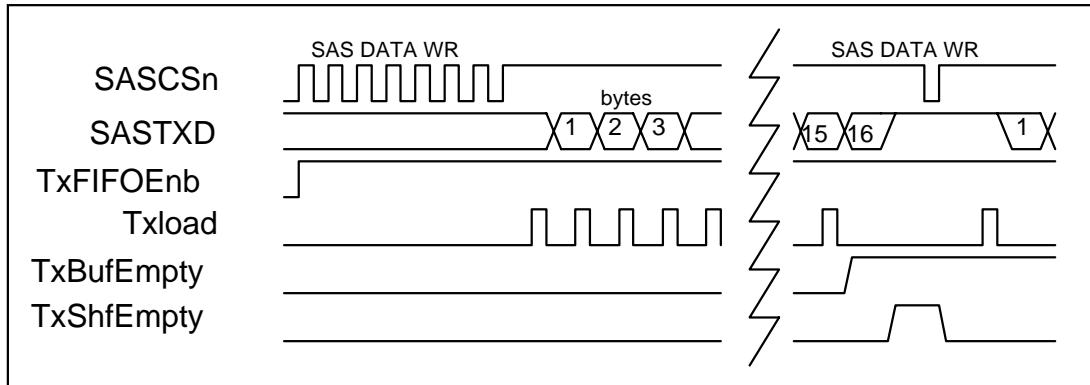 SAS DATA WR SAS DATA WR
SASCSn
bytes
SASTXD 1 2 3 15 16 1
TxFIFOEnb
Txload
TxBufEmpty
TxShfEmpty